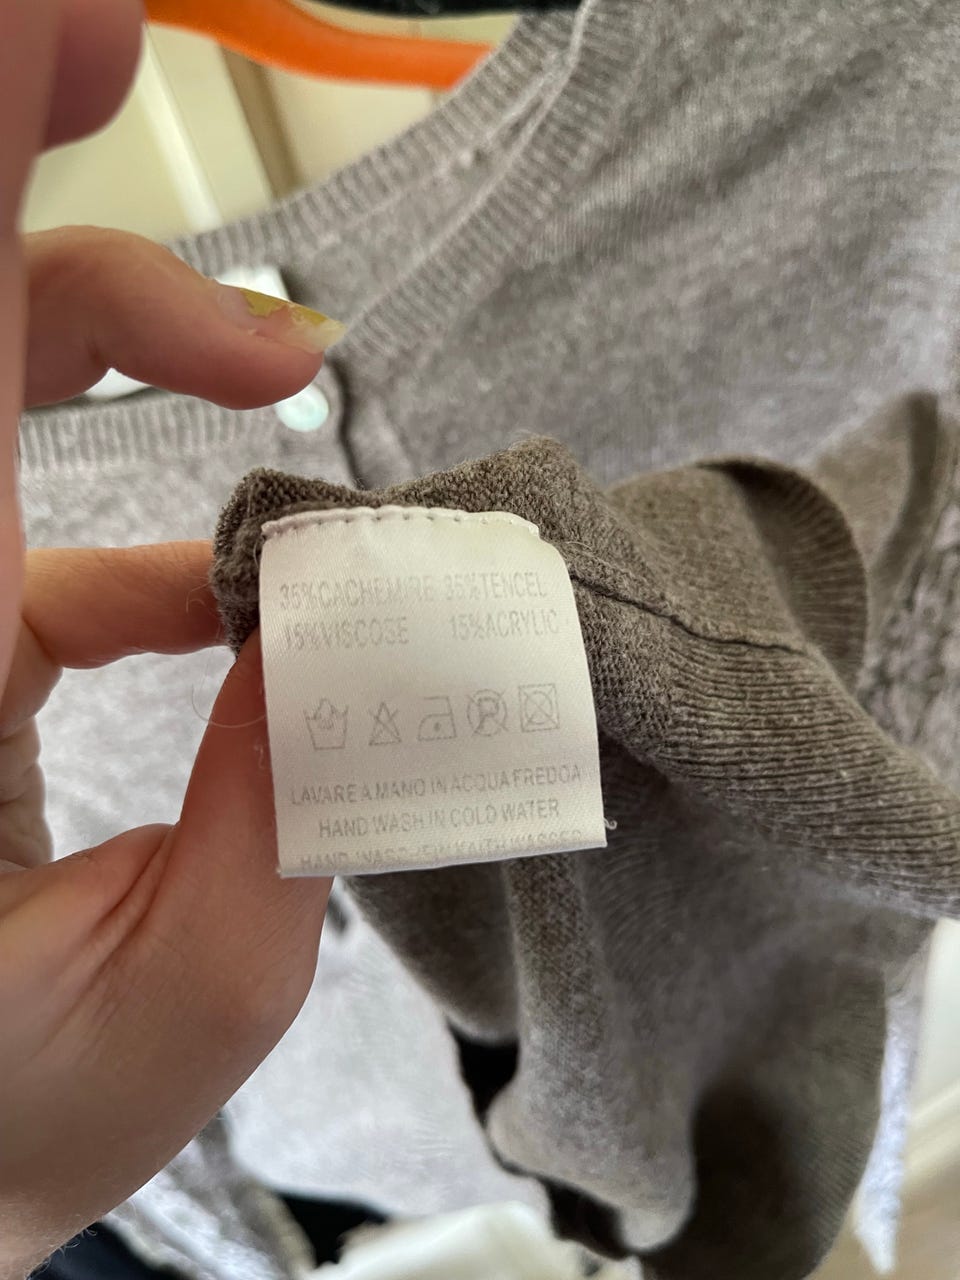 35%CACHEMIRE 35%TENCEL
15%VISCOSE 15%ACRYLIC
P
LAVARE A MANO IN ACQUA FREDDA
HAND WASH IN COLD WATER